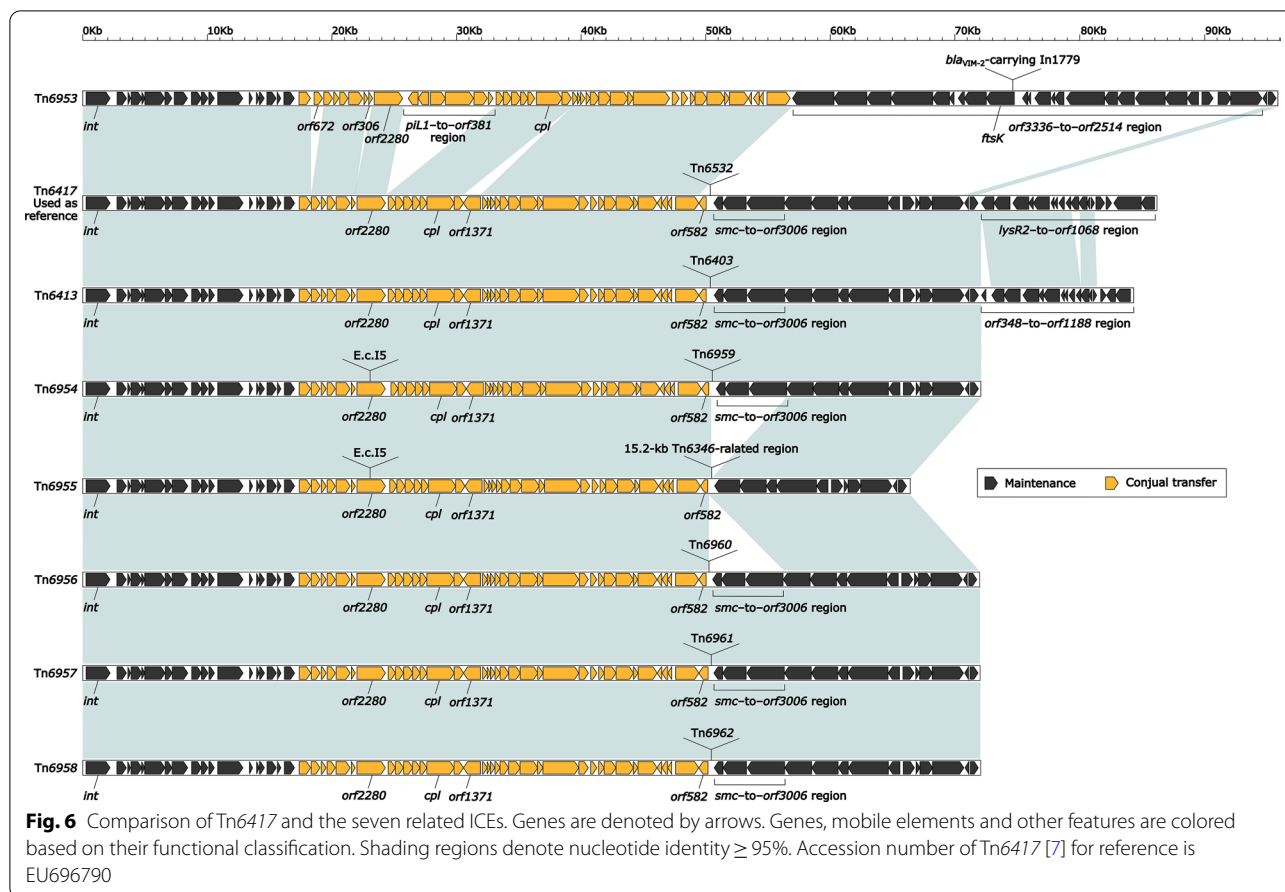 0Kb 10Kb 20Kb 30Kb 40Kb 50Kb 60Kb 70Kb 80Kb 90Kb
blaVIM-2-carrying In1779
Tn6953
int orf672 orf306 orf2280 piL1-to-orf381 region cpl ftsK orf3336-to-orf2514 region
Tn6532
Tn6417
Used as
reference
int orf2280 cpl orf1371 orf582 smc-to-orf3006 region lysR2-to-orf1068 region
Tn6403
Tn6413
int orf2280 cpl orf1371 orf582 smc-to-orf3006 region orf348-to-orf1188 region
E.c.I5 Tn6959
Tn6954
int orf2280 cpl orf1371 orf582 smc-to-orf3006 region
E.c.I5 15.2-kb Tn6346-ralated region
Tn6955
Maintenance Conjual transfer
int orf2280 cpl orf1371 orf582
Tn6960
Tn6956
int orf2280 cpl orf1371 orf582 smc-to-orf3006 region
Tn6961
Tn6957
int orf2280 cpl orf1371 orf582 smc-to-orf3006 region
Tn6962
Tn6958
int orf2280 cpl orf1371 orf582 smc-to-orf3006 region
Fig. 6 Comparison of Tn6417 and the seven related ICEs. Genes are denoted by arrows. Genes, mobile elements and other features are colored
based on their functional classification. Shading regions denote nucleotide identity ≥ 95%. Accession number of Tn6417 [7] for reference is
EU696790